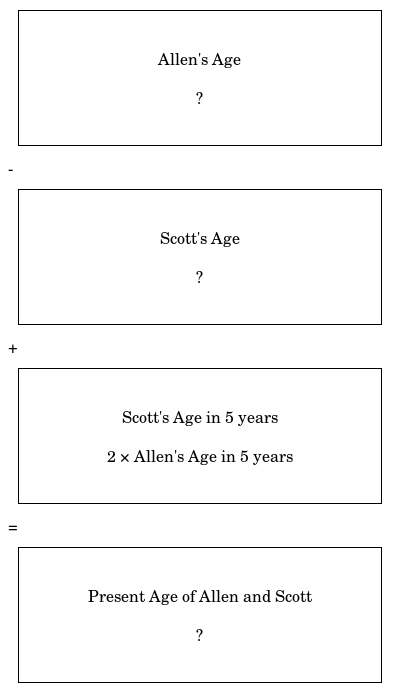 Allen's Age
?
-
Scott's Age
?
+
Scott's Age in 5 years
2 × Allen's Age in 5 years
=
Present Age of Allen and Scott
?